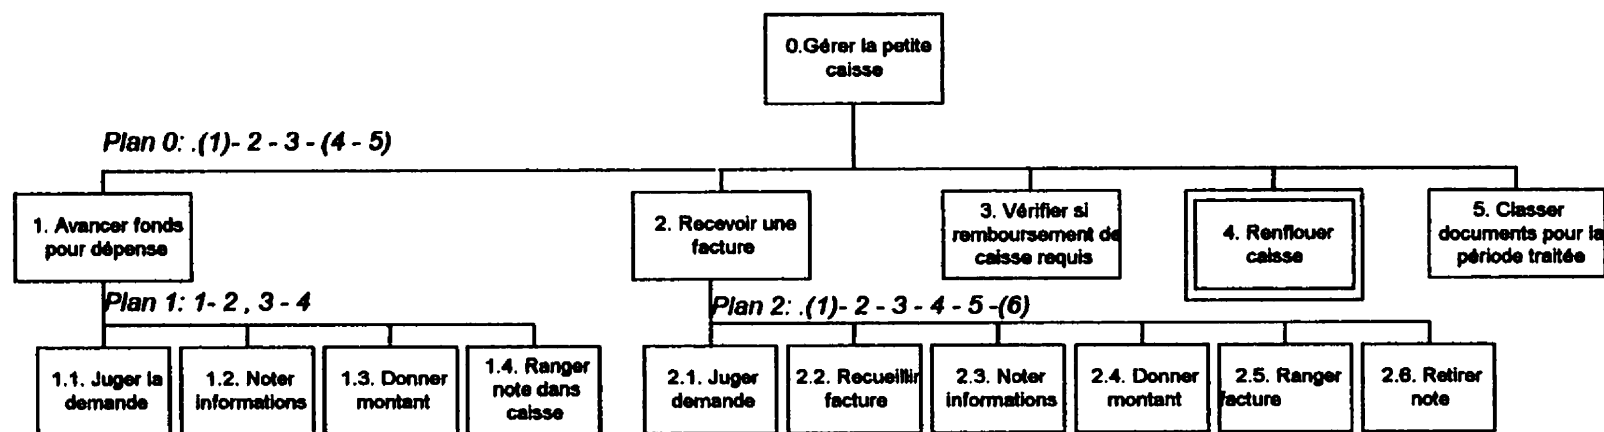 0.Gérer la petite
caisse
Plan 0: .(1)- 2 - 3 - (4 - 5)
1. Avancer fonds
pour dépense
2. Recevoir une
facture
3. Vérifier si
remboursement de
caisse requis
4. Renflouer
caisse
5. Classer
documents pour la
période traitée
Plan 1: 1- 2 , 3 - 4
Plan 2: .(1)- 2 - 3 - 4 - 5 -(6)
1.1. Juger la
demande
1.2. Noter
informations
1.3. Donner
montant
1.4. Ranger
note dans
caisse
2.1. Juger
demande
2.2. Recueillir
facture
2.3. Noter
informations
2.4. Donner
montant
2.5. Ranger
facture
2.6. Retirer
note